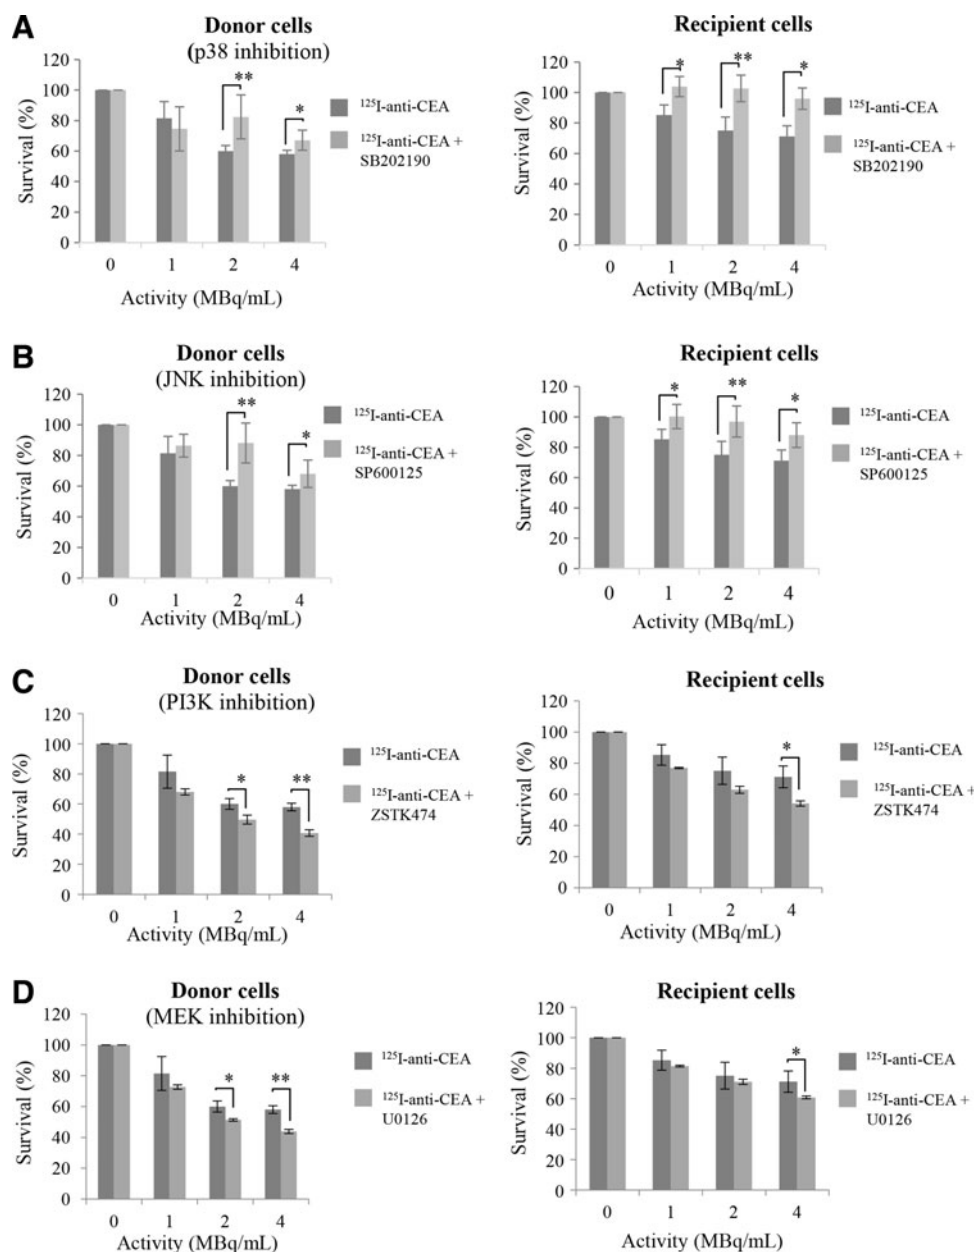 A
Donor cells
(p38 inhibition)
120
100
80
60
40
20
0
Survival (%)
** 
*
0 1 2 4
Activity (MBq/mL)
¹²⁵I-anti-CEA
¹²⁵I-anti-CEA +
SB202190
Recipient cells
120
100
80
60
40
20
0
Survival (%)
*
**
*
0 1 2 4
Activity (MBq/mL)
¹²⁵I-anti-CEA
¹²⁵I-anti-CEA +
SB202190
B
Donor cells
(JNK inhibition)
120
100
80
60
40
20
0
Survival (%)
**
*
0 1 2 4
Activity (MBq/mL)
¹²⁵I-anti-CEA
¹²⁵I-anti-CEA +
SP600125
Recipient cells
120
100
80
60
40
20
0
Survival (%)
*
**
*
0 1 2 4
Activity (MBq/mL)
¹²⁵I-anti-CEA
¹²⁵I-anti-CEA +
SP600125
C
Donor cells
(PI3K inhibition)
120
100
80
60
40
20
0
Survival (%)
*
**
0 1 2 4
Activity (MBq/mL)
¹²⁵I-anti-CEA
¹²⁵I-anti-CEA +
ZSTK474
Recipient cells
120
100
80
60
40
20
0
Survival (%)
*
0 1 2 4
Activity (MBq/mL)
¹²⁵I-anti-CEA
¹²⁵I-anti-CEA +
ZSTK474
D
Donor cells
(MEK inhibition)
120
100
80
60
40
20
0
Survival (%)
*
**
0 1 2 4
Activity (MBq/mL)
¹²⁵I-anti-CEA
¹²⁵I-anti-CEA +
U0126
Recipient cells
120
100
80
60
40
20
0
Survival (%)
*
0 1 2 4
Activity (MBq/mL)
¹²⁵I-anti-CEA
¹²⁵I-anti-CEA +
U0126